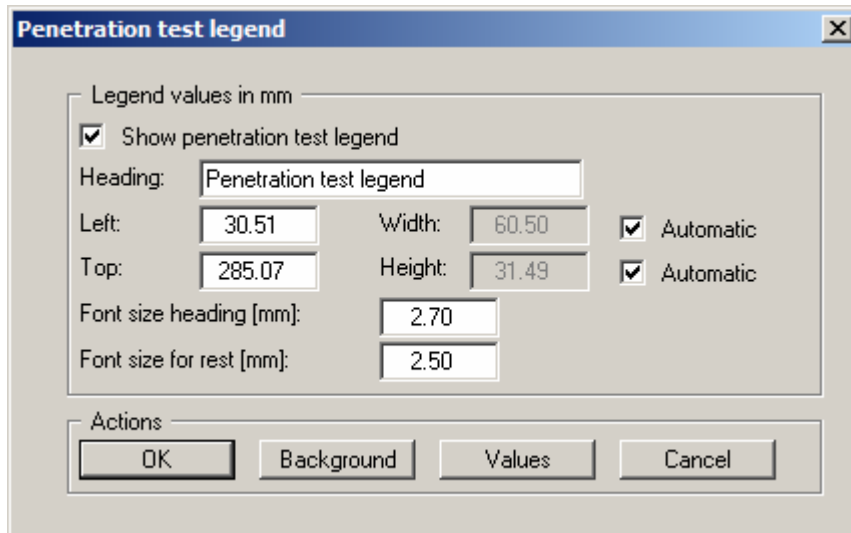 Penetration test legend
Legend values in mm
Show penetration test legend
Heading: Penetration test legend
Left: 30.51 Width: 60.50 Automatic
Top: 285.07 Height: 31.49 Automatic
Font size heading [mm]: 2.70
Font size for rest [mm]: 2.50
Actions
OK Background Values Cancel